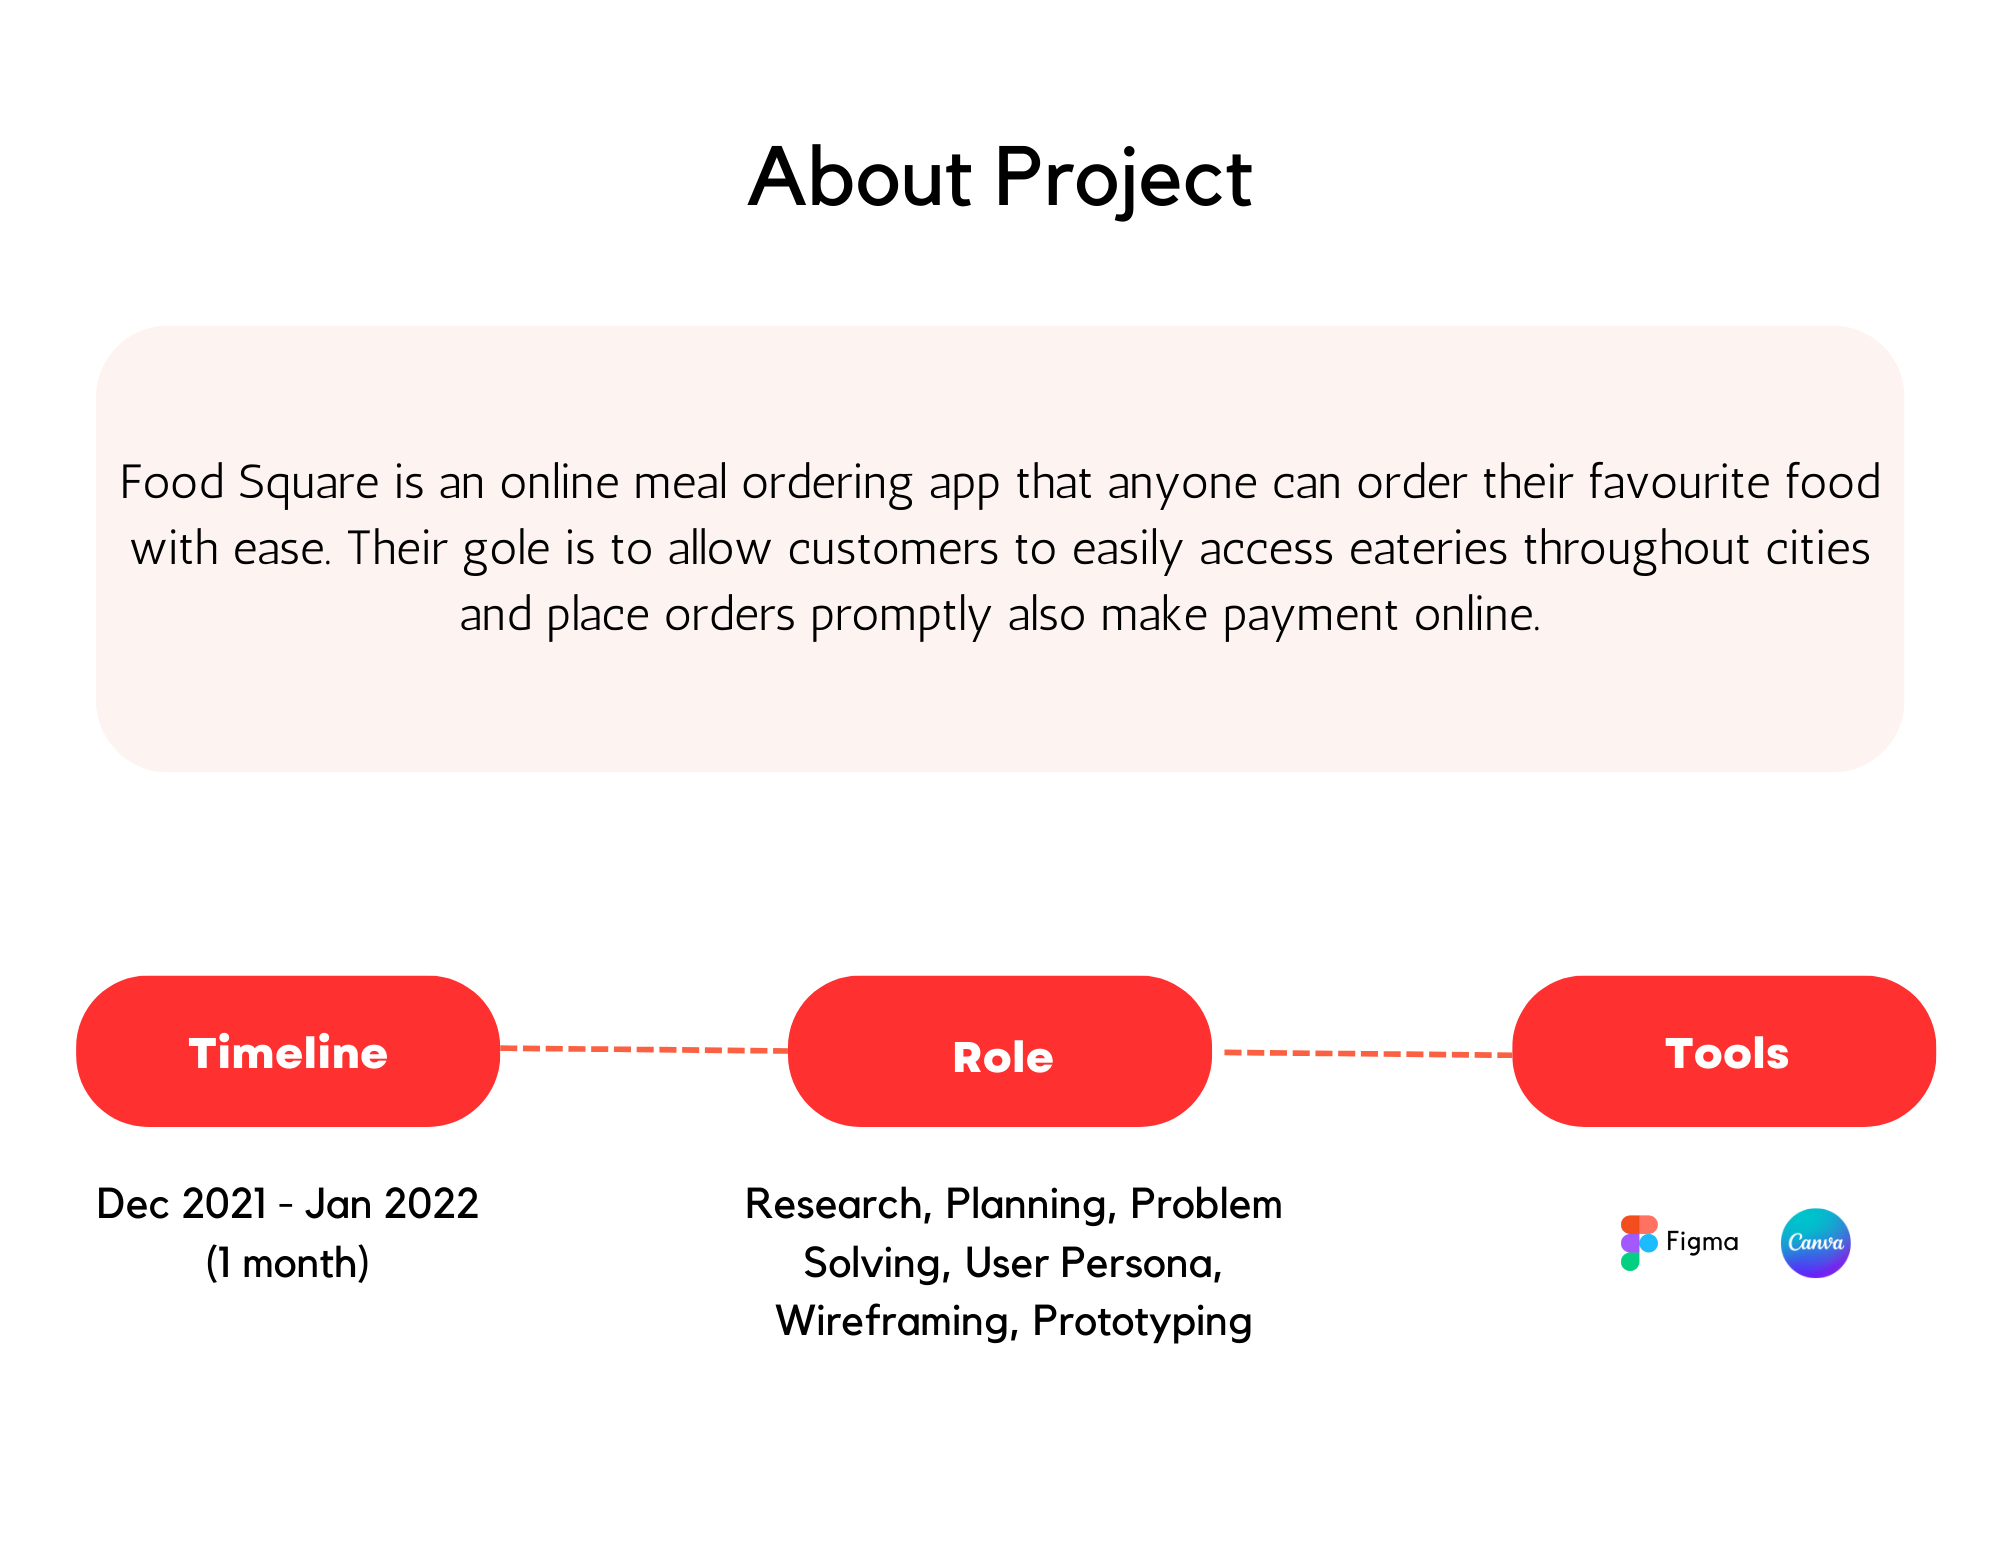 About Project
Food Square is an online meal ordering app that anyone can order their favourite food
with ease. Their gole is to allow customers to easily access eateries throughout cities
and place orders promptly also make payment online.
Timeline
Role
Tools
Dec 2021 - Jan 2022
(1 month)
Research, Planning, Problem
Solving, User Persona,
Wireframing, Prototyping
Figma
Canva